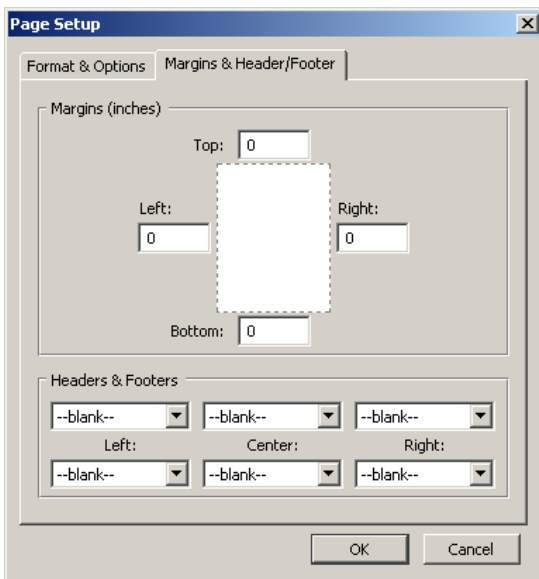 Page Setup
Format & Options
Margins & Header/Footer
Margins (inches)
Top: 0
Left:
Right:
0
0
Bottom: 0
Headers & Footers
--blank-- --blank-- --blank--
Left: Center: Right:
--blank-- --blank-- --blank--
OK Cancel